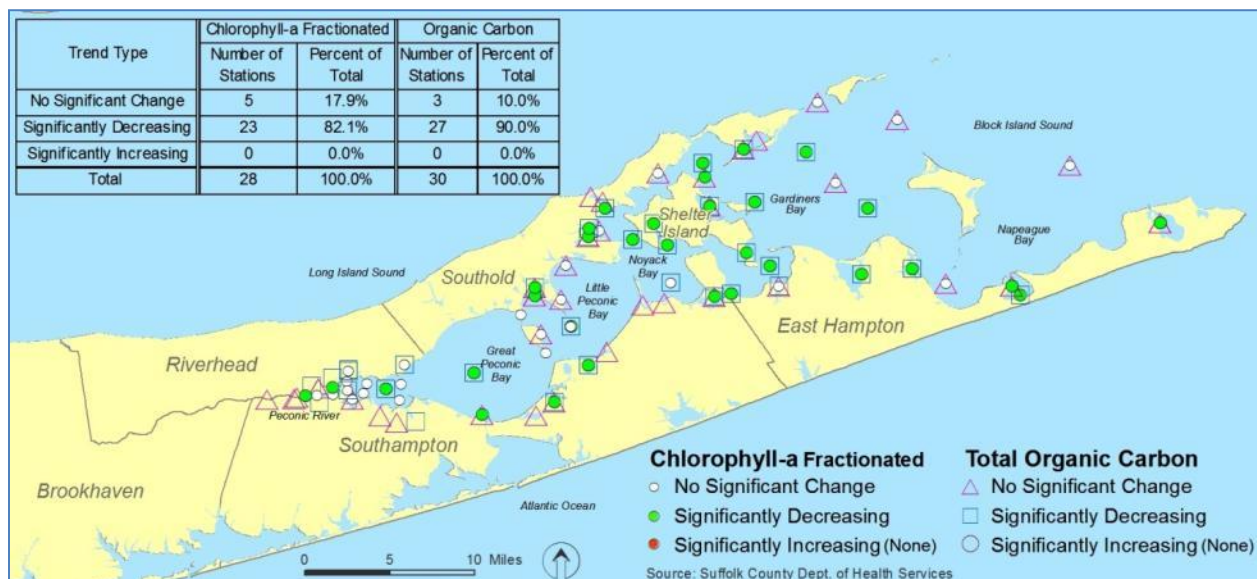 Trend Type
Chlorophyll-a Fractionated
Organic Carbon
Number of Stations
Percent of Total
Number of Stations
Percent of Total
No Significant Change 5 17.9% 3 10.0%
Significantly Decreasing 23 82.1% 27 90.0%
Significantly Increasing 0 0.0% 0 0.0%
Total 28 100.0% 30 100.0%
Block Island Sound
Gardiners
Bay
Shelter
Island
Napeague
Bay
Noyack
Bay
Long Island Sound
Southold
Little
Peconic
Bay
East Hampton
Riverhead
Great
Peconic
Bay
Peconic River
Southampton
Brookhaven
Atlantic Ocean
0 5 10 Miles
Chlorophyll-a Fractionated
No Significant Change
Significantly Decreasing
Significantly Increasing (None)
Total Organic Carbon
No Significant Change
Significantly Decreasing
Significantly Increasing (None)
Source: Suffolk County Dept. of Health Services